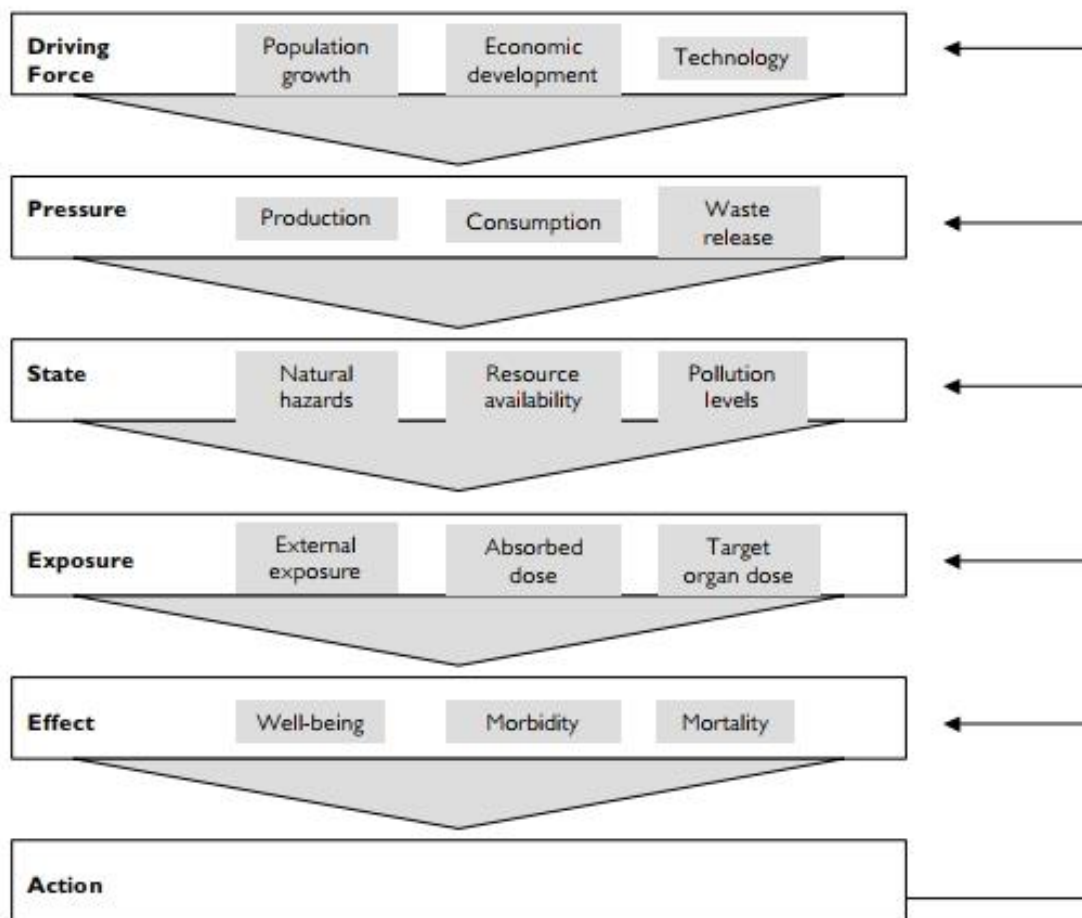 Driving
Force
Population
growth
Economic
development
Technology
Pressure
Production
Consumption
Waste
release
State
Natural
hazards
Resource
availability
Pollution
levels
Exposure
External
exposure
Absorbed
dose
Target
organ dose
Effect
Well-being
Morbidity
Mortality
Action